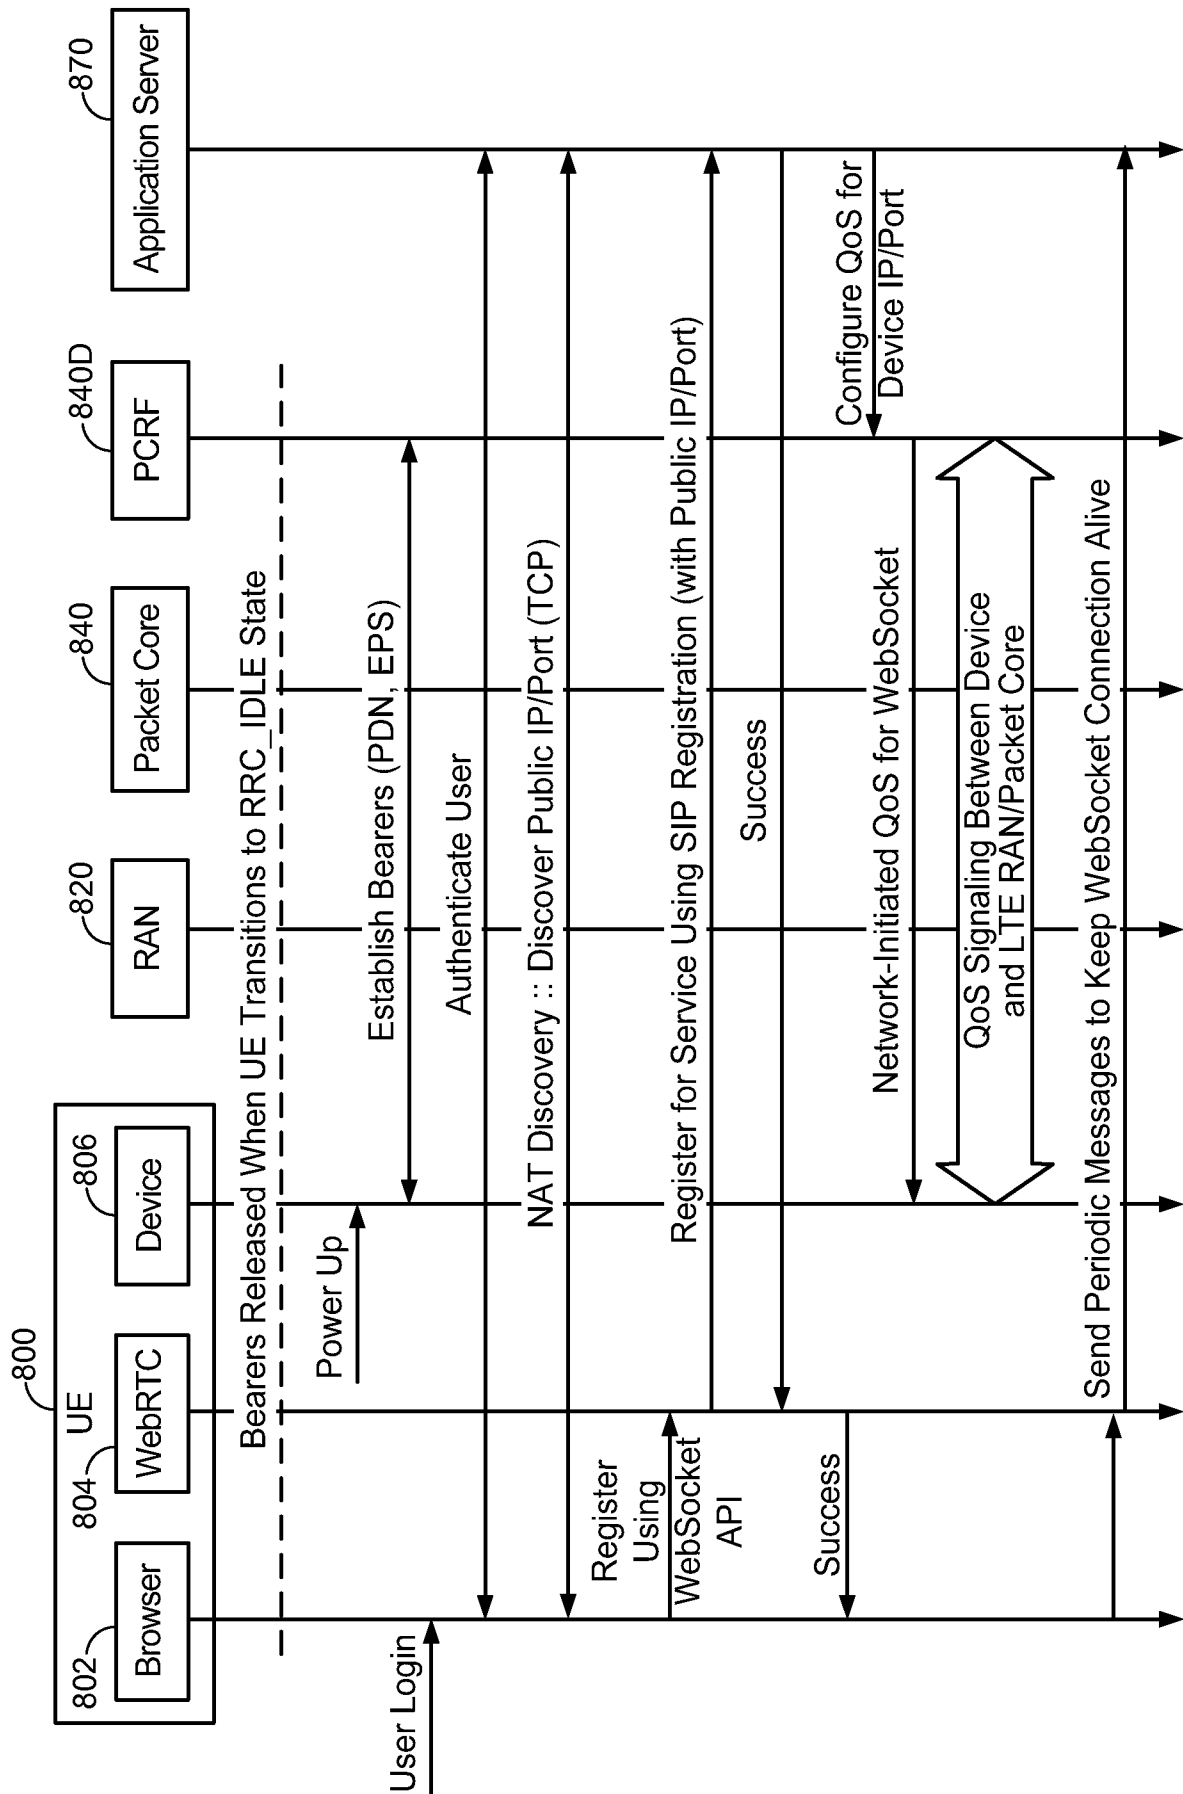 800
UE
802
Browser
804
WebRTC
806
Device
820
RAN
840
Packet Core
840D
PCRF
870
Application Server
Bearers Released When UE Transitions to RRC_IDLE State
Power Up
Establish Bearers (PDN, EPS)
User Login
Authenticate User
NAT Discovery :: Discover Public IP/Port (TCP)
Register
Using
WebSocket
API
Register for Service Using SIP Registration (with Public IP/Port)
Success
Success
Configure QoS for
Device IP/Port
Network-Initiated QoS for WebSocket
QoS Signaling Between Device
and LTE RAN/Packet Core
Send Periodic Messages to Keep WebSocket Connection Alive